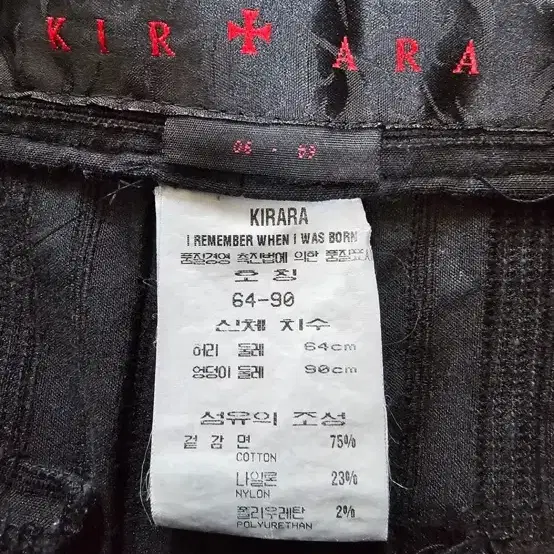 KIR ARA
06 - 69
KIRARA
I REMEMBER WHEN I WAS BORN
품질경영 촉진법에 의한 품질표시
호칭
64-90
신체 치수
허리 둘레 64cm
엉덩이 둘레 90cm
섬유의 조성
겉감 면 75%
COTTON
나일론 23%
NYLON
폴리우레탄 2%
POLYURETHAN